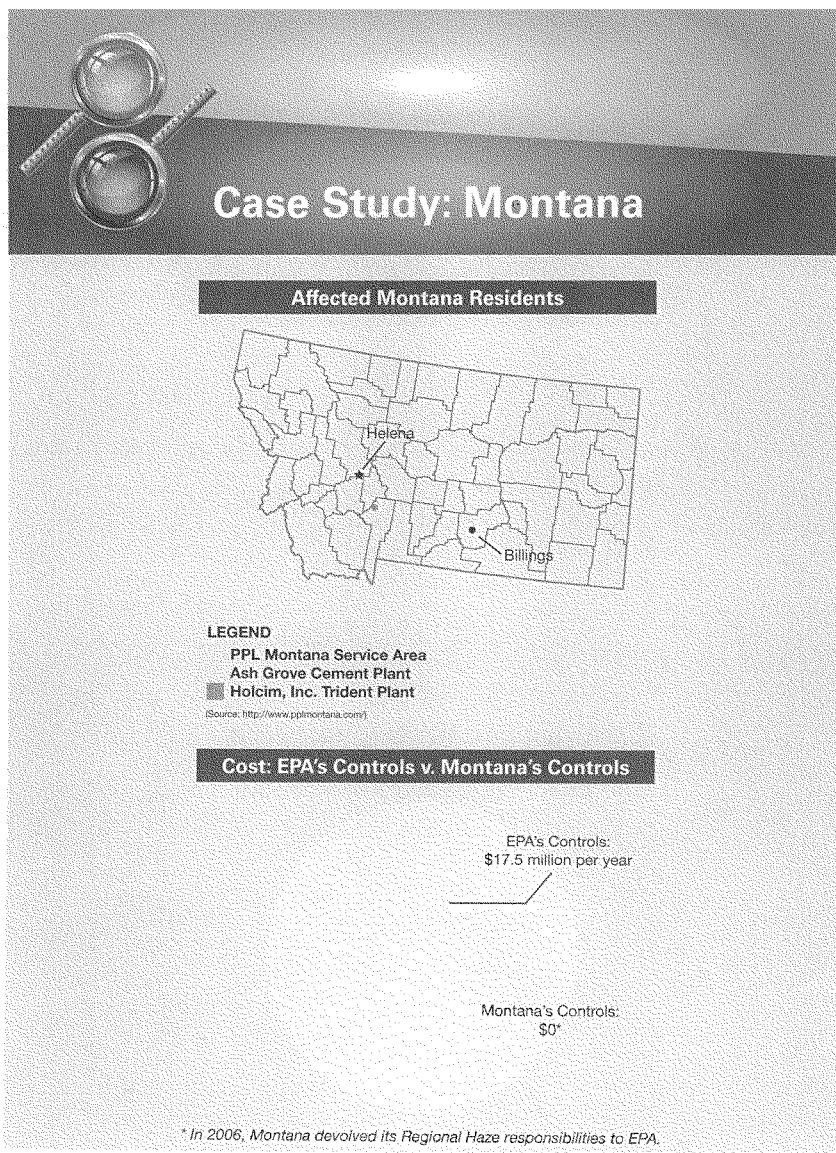 Case Study: Montana
Affected Montana Residents
Helena
Billings
LEGEND
PPL Montana Service Area
Ash Grove Cement Plant
Holcim, Inc. Trident Plant
(Source: http://www.pplmontana.com/)
Cost: EPA's Controls v. Montana's Controls
EPA's Controls:
$17.5 million per year
Montana's Controls:
$0*
* In 2006, Montana devolved its Regional Haze responsibilities to EPA.